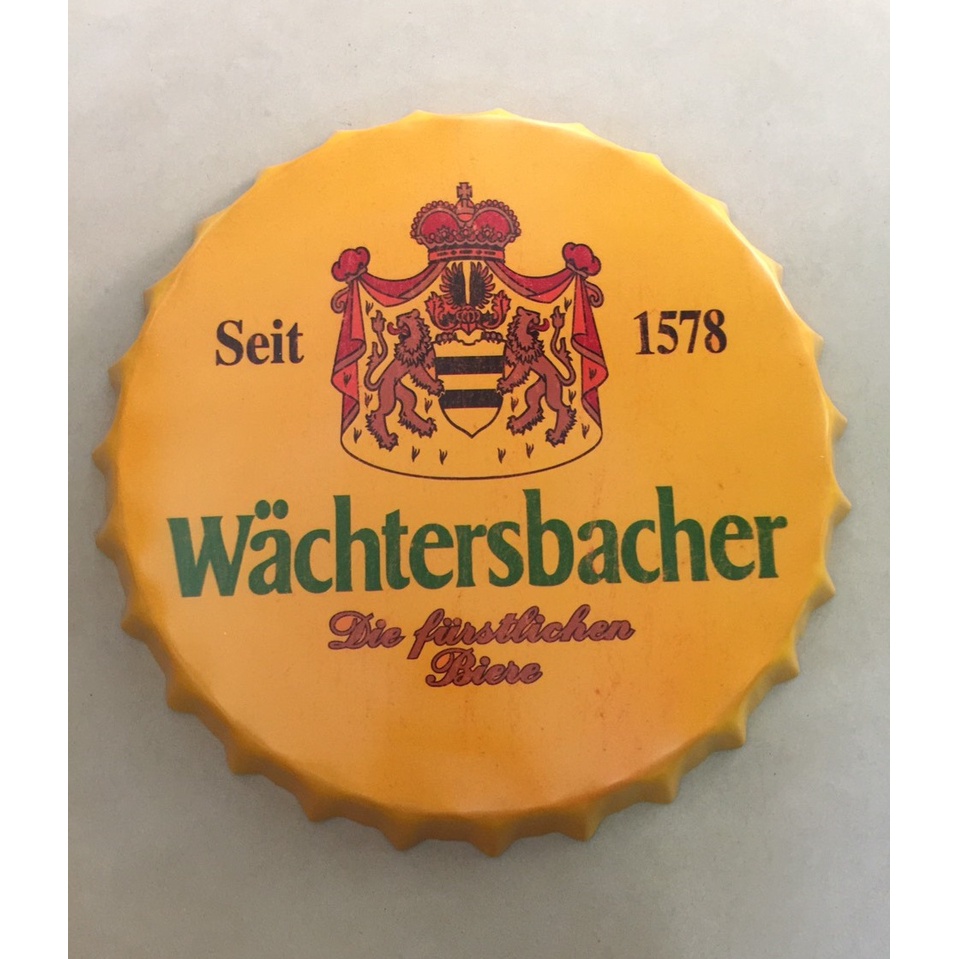 Seit 1578
Wächtersbacher
Die fürstlichen
Biere